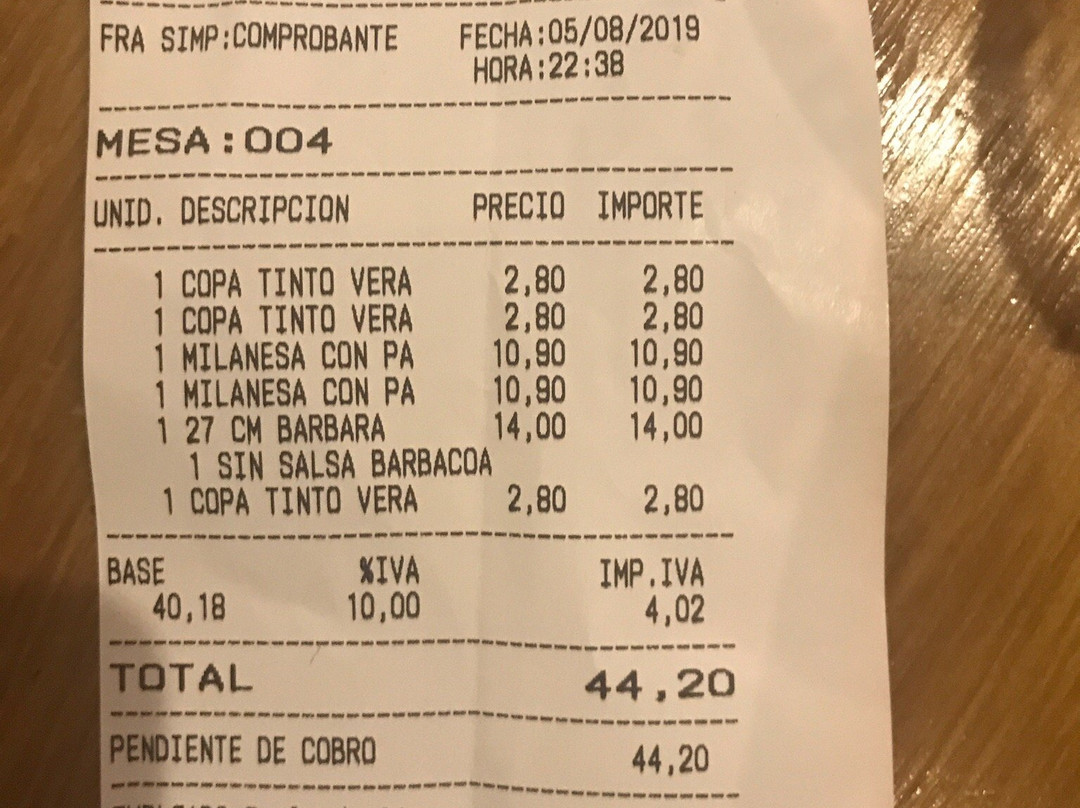 FRA SIMP:COMPROBANTE FECHA:05/08/2019
HORA:22:38
MESA:004
UNID. DESCRIPCION PRECIO IMPORTE
1 COPA TINTO VERA 2,80 2,80
1 COPA TINTO VERA 2,80 2,80
1 MILANESA CON PA 10,90 10,90
1 MILANESA CON PA 10,90 10,90
1 27 CM BARBARA 14,00 14,00
1 SIN SALSA BARBACOA
1 COPA TINTO VERA 2,80 2,80
BASE %IVA IMP.IVA
40,18 10,00 4,02
TOTAL 44,20
PENDIENTE DE COBRO 44,20